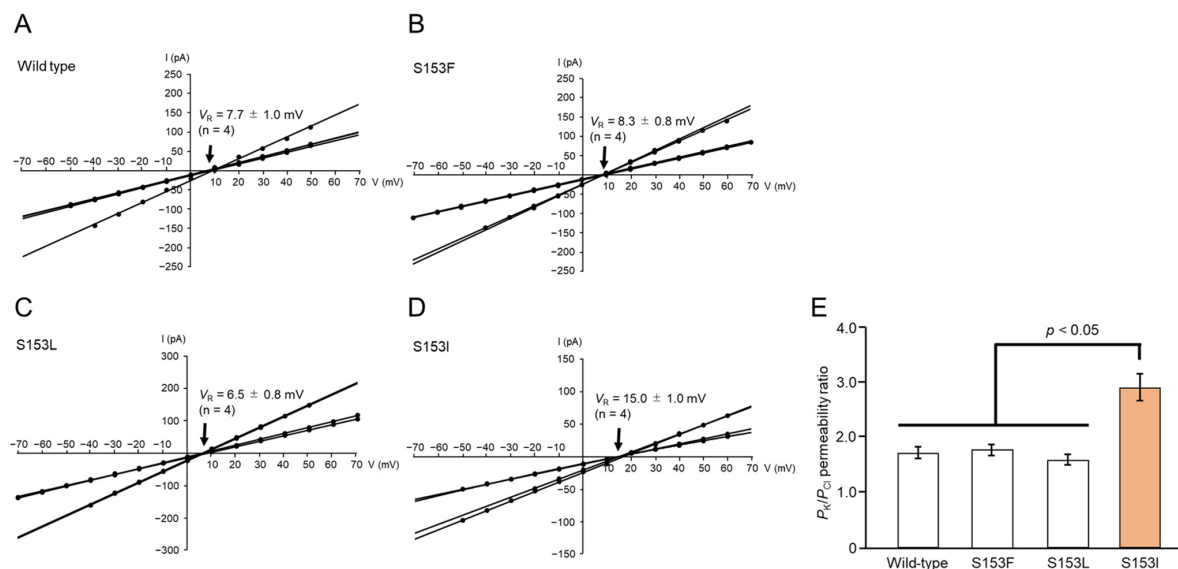 A
Wild type
I (pA)
250
200
150
100
50
−50
−100
−150
−200
−250
VR = 7.7 ± 1.0 mV
(n = 4)
−70 −60 −50 −40 −30 −20 −10
10 20 30 40 50 60 70 V (mV)
B
S153F
I (pA)
250
200
150
100
50
−50
−100
−150
−200
−250
VR = 8.3 ± 0.8 mV
(n = 4)
−70 −60 −50 −40 −30 −20 −10
10 20 30 40 50 60 70 V (mV)
C
S153L
I (pA)
300
200
100
−100
−200
−300
VR = 6.5 ± 0.8 mV
(n = 4)
−70 −60 −50 −40 −30 −20 −10
10 20 30 40 50 60 70 V (mV)
D
S153I
I (pA)
150
100
50
−50
−100
−150
VR = 15.0 ± 1.0 mV
(n = 4)
−70 −60 −50 −40 −30 −20 −10
10 20 30 40 50 60 70 V (mV)
E
PK/PCl permeability ratio
4.0
3.0
2.0
1.0
0
p < 0.05
Wild-type S153F S153L S153I